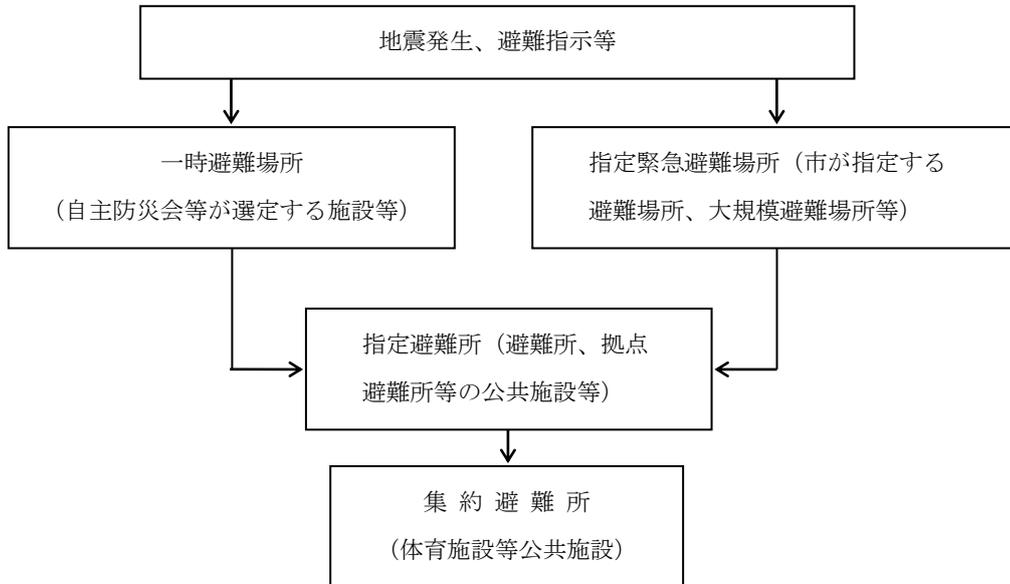 地震発生、避難指示等
一時避難場所
（自主防災会等が選定する施設等）
指定緊急避難場所（市が指定する
避難場所、大規模避難場所等）
指定避難所（避難所、拠点
避難所等の公共施設等）
集 約 避 難 所
（体育施設等公共施設）